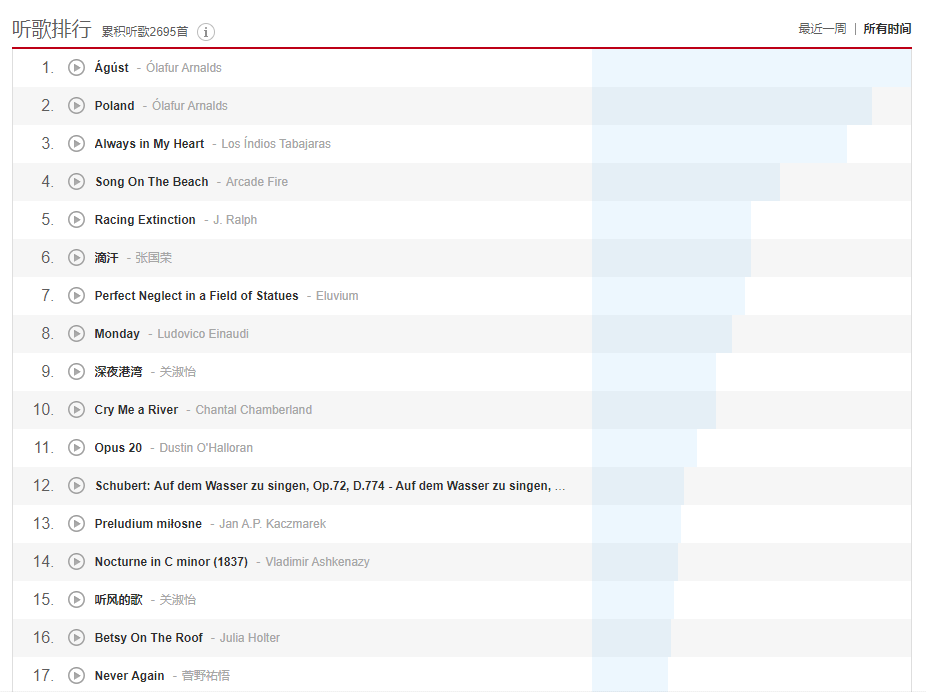 听歌排行 累积听歌2695首 i 最近一周 | 所有时间
1. Ágúst - Ólafur Arnalds
2. Poland - Ólafur Arnalds
3. Always in My Heart - Los Índios Tabajaras
4. Song On The Beach - Arcade Fire
5. Racing Extinction - J. Ralph
6. 滴汗 - 张国荣
7. Perfect Neglect in a Field of Statues - Eluvium
8. Monday - Ludovico Einaudi
9. 深夜港湾 - 关淑怡
10. Cry Me a River - Chantal Chamberland
11. Opus 20 - Dustin O'Halloran
12. Schubert: Auf dem Wasser zu singen, Op.72, D.774 - Auf dem Wasser zu singen, ...
13. Preludium miłosne - Jan A.P. Kaczmarek
14. Nocturne in C minor (1837) - Vladimir Ashkenazy
15. 听风的歌 - 关淑怡
16. Betsy On The Roof - Julia Holter
17. Never Again - 菅野祐悟